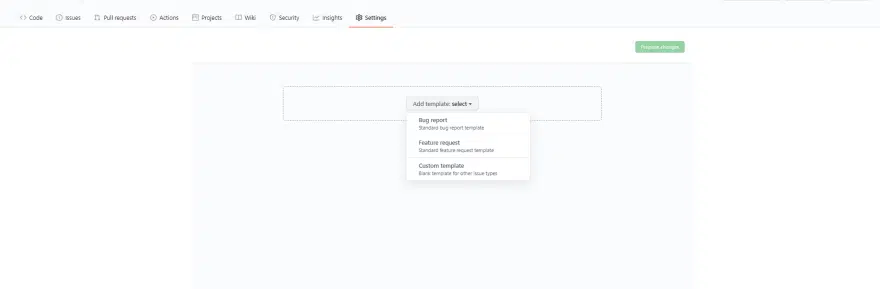 Code
Issues
Pull requests
Actions
Projects
Wiki
Security
Insights
Settings
Propose changes
Add template: select
Bug report
Standard bug report template
Feature request
Standard feature request template
Custom template
Blank template for other issue types